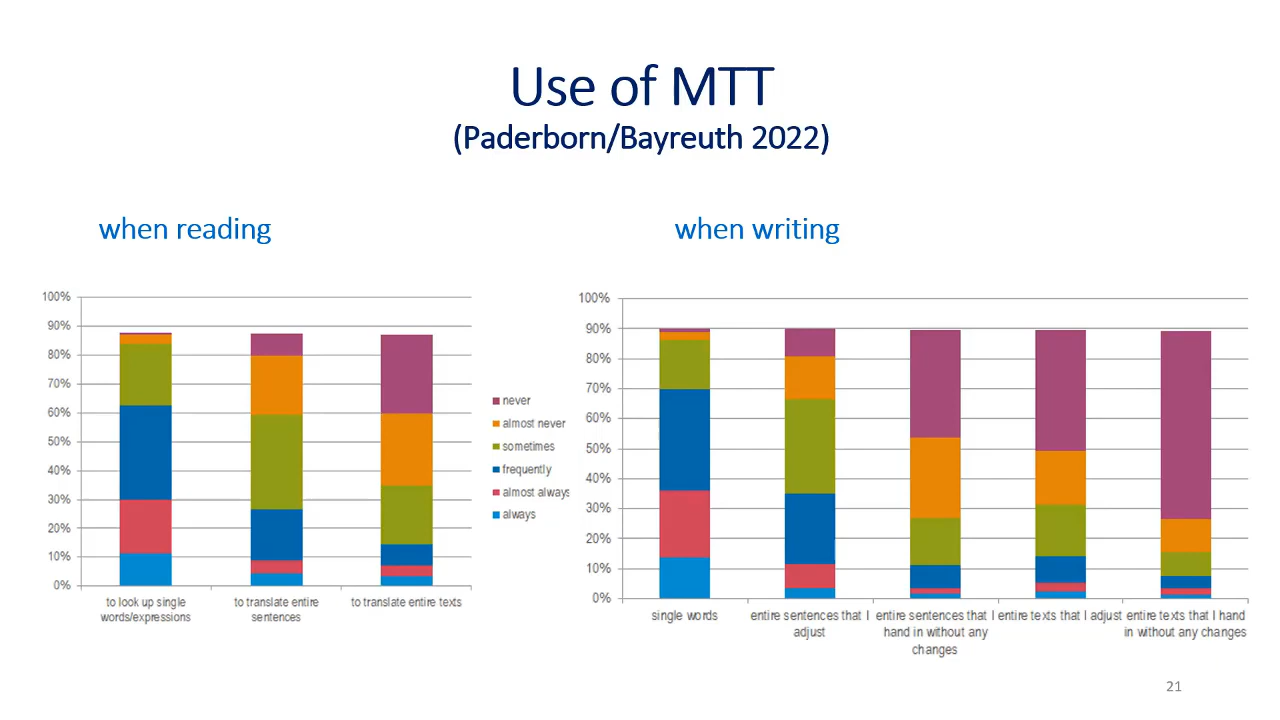 Use of MTT
(Paderborn/Bayreuth 2022)
when reading
when writing
100%
90%
80%
70%
60%
50%
40%
30%
20%
10%
0%
to look up single
words/expressions
to translate entire
sentences
to translate entire texts
never
almost never
sometimes
frequently
almost always
always
100%
90%
80%
70%
60%
50%
40%
30%
20%
10%
0%
single words
entire sentences that I
adjust
entire sentences that I
hand in without any
changes
entire texts that I adjust
entire texts that I hand
in without any changes
21